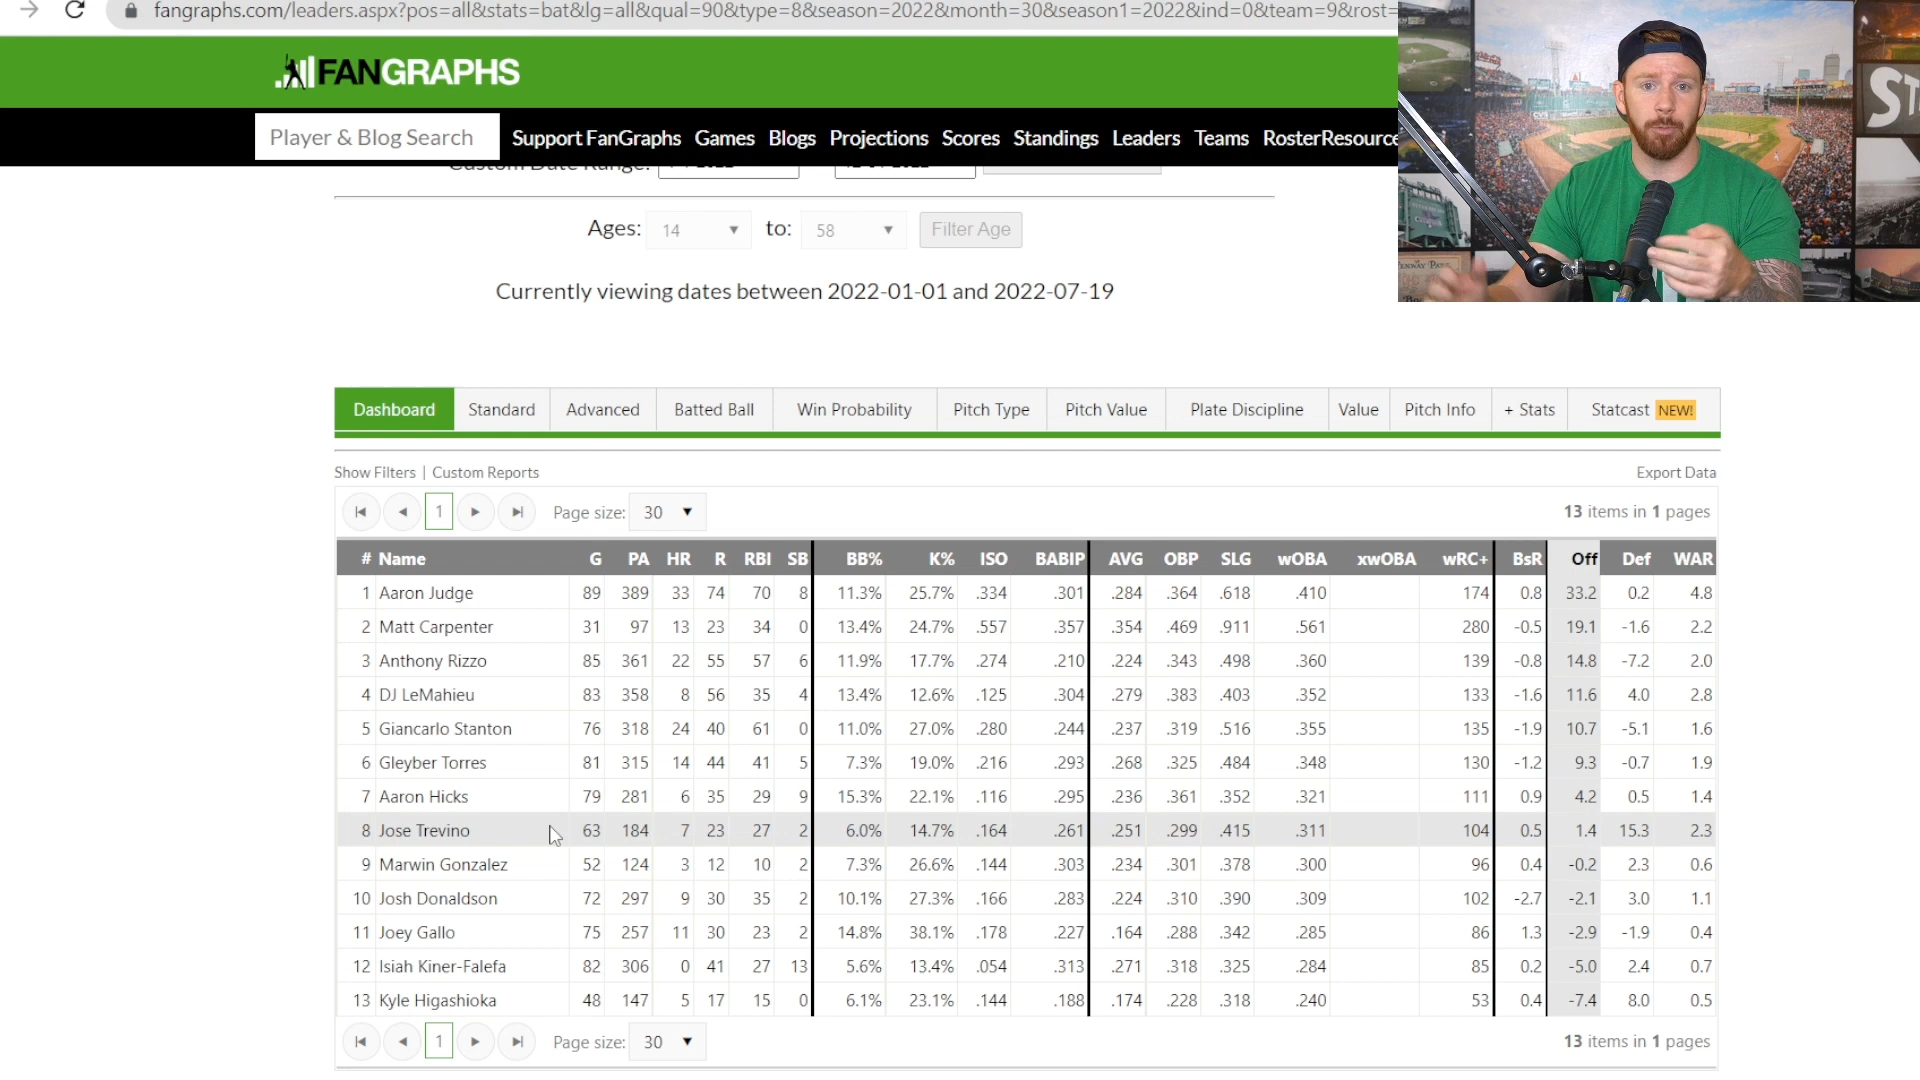 fangraphs.com/leaders.aspx?pos=all&stats=bat&lg=all&qual=90&type=8&season=2022&month=30&season1=2022&ind=0&team=9&rost=
FANGRAPHS
Player & Blog Search Support FanGraphs Games Blogs Projections Scores Standings Leaders Teams RosterResource
Custom Date Range:
Ages: 14 to: 58 Filter Age
Currently viewing dates between 2022-01-01 and 2022-07-19
Dashboard Standard Advanced Batted Ball Win Probability Pitch Type Pitch Value Plate Discipline Value Pitch Info + Stats Statcast NEW!
Show Filters | Custom Reports Export Data
1 Page size: 30 13 items in 1 pages
# Name G PA HR R RBI SB BB% K% ISO BABIP AVG OBP SLG wOBA xwOBA wRC+ BsR Off Def WAR
1 Aaron Judge 89 389 33 74 70 8 11.3% 25.7% .334 .301 .284 .364 .618 .410 174 0.8 33.2 0.2 4.8
2 Matt Carpenter 31 97 13 23 34 0 13.4% 24.7% .557 .357 .354 .469 .911 .561 280 -0.5 19.1 -1.6 2.2
3 Anthony Rizzo 85 361 22 55 57 6 11.9% 17.7% .274 .210 .224 .343 .498 .360 139 -0.8 14.8 -7.2 2.0
4 DJ LeMahieu 83 358 8 56 35 4 13.4% 12.6% .125 .304 .279 .383 .403 .352 133 -1.6 11.6 4.0 2.8
5 Giancarlo Stanton 76 318 24 40 61 0 11.0% 27.0% .280 .244 .237 .319 .516 .355 135 -1.9 10.7 -5.1 1.6
6 Gleyber Torres 81 315 14 44 41 5 7.3% 19.0% .216 .293 .268 .325 .484 .348 130 -1.2 9.3 -0.7 1.9
7 Aaron Hicks 79 281 6 35 29 9 15.3% 22.1% .116 .295 .236 .361 .352 .321 111 0.9 4.2 0.5 1.4
8 Jose Trevino 63 184 7 23 27 2 6.0% 14.7% .164 .261 .251 .299 .415 .311 104 0.5 1.4 15.3 2.3
9 Marwin Gonzalez 52 124 3 12 10 2 7.3% 26.6% .144 .303 .234 .301 .378 .300 96 0.4 -0.2 2.3 0.6
10 Josh Donaldson 72 297 9 30 35 2 10.1% 27.3% .166 .283 .224 .310 .390 .309 102 -2.7 -2.1 3.0 1.1
11 Joey Gallo 75 257 11 30 23 2 14.8% 38.1% .178 .227 .164 .288 .342 .285 86 1.3 -2.9 -1.9 0.4
12 Isiah Kiner-Falefa 82 306 0 41 27 13 5.6% 13.4% .054 .313 .271 .318 .325 .284 85 0.2 -5.0 2.4 0.7
13 Kyle Higashioka 48 147 5 17 15 0 6.1% 23.1% .144 .188 .174 .228 .318 .240 53 0.4 -7.4 8.0 0.5
1 Page size: 30 13 items in 1 pages